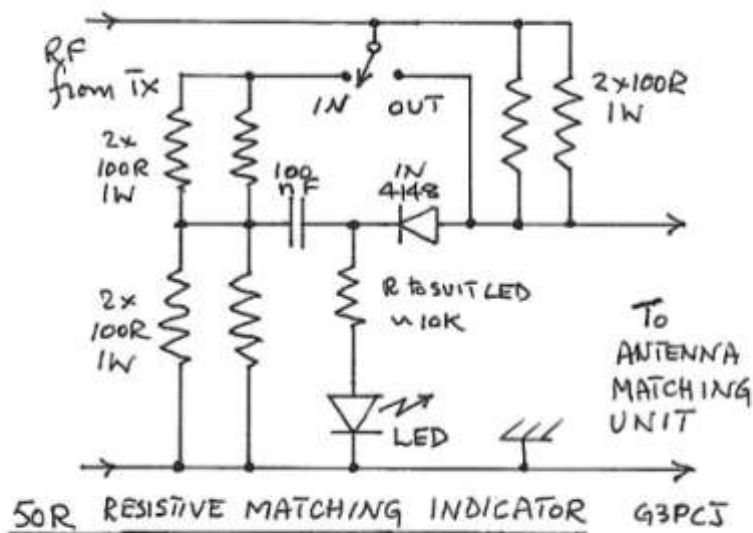 RF
from TX
IN
OUT
2x100R
1W
2x
100R
1W
100
nF
IN
4148
2x
100R
1W
R to SUIT LED
~ 10K
LED
To
ANTENNA
MATCHING
UNIT
50R RESISTIVE MATCHING INDICATOR G3PCJ